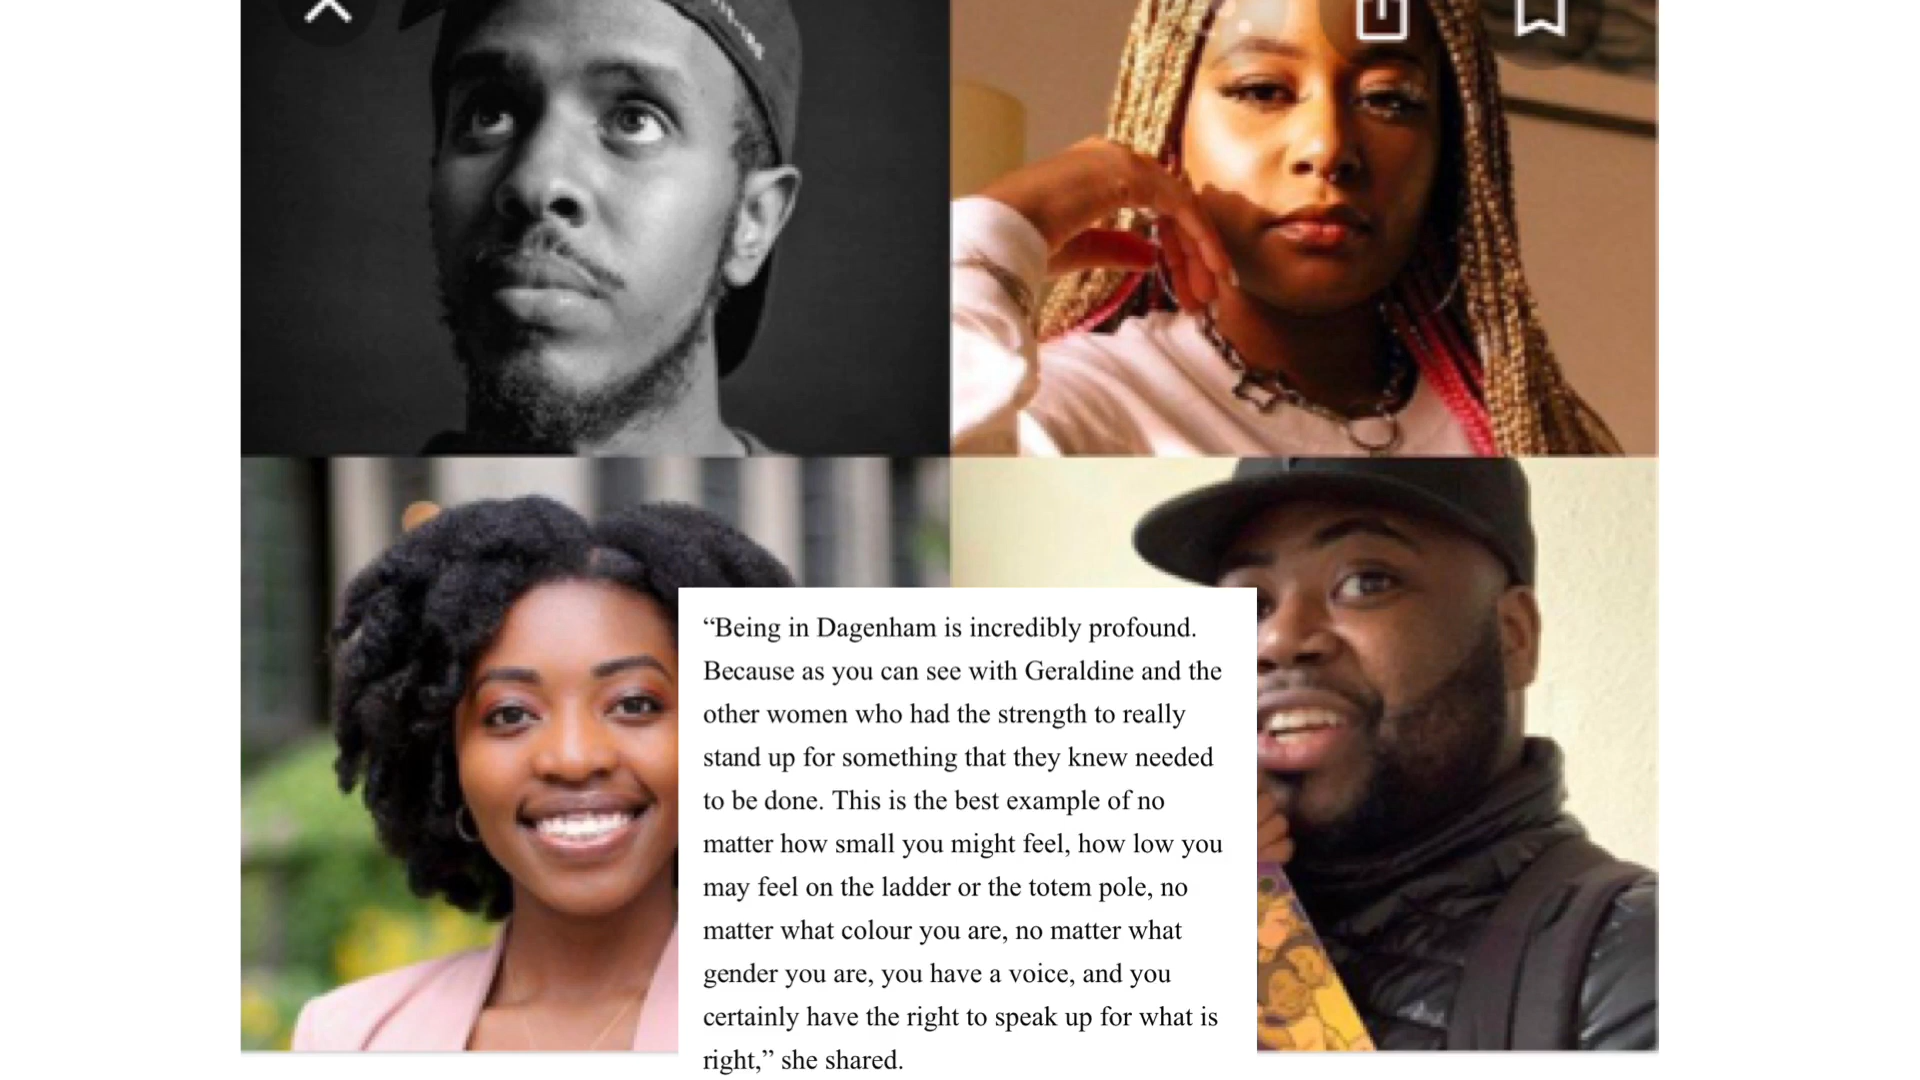 “Being in Dagenham is incredibly profound.
Because as you can see with Geraldine and the
other women who had the strength to really
stand up for something that they knew needed
to be done. This is the best example of no
matter how small you might feel, how low you
may feel on the ladder or the totem pole, no
matter what colour you are, no matter what
gender you are, you have a voice, and you
certainly have the right to speak up for what is
right,” she shared.